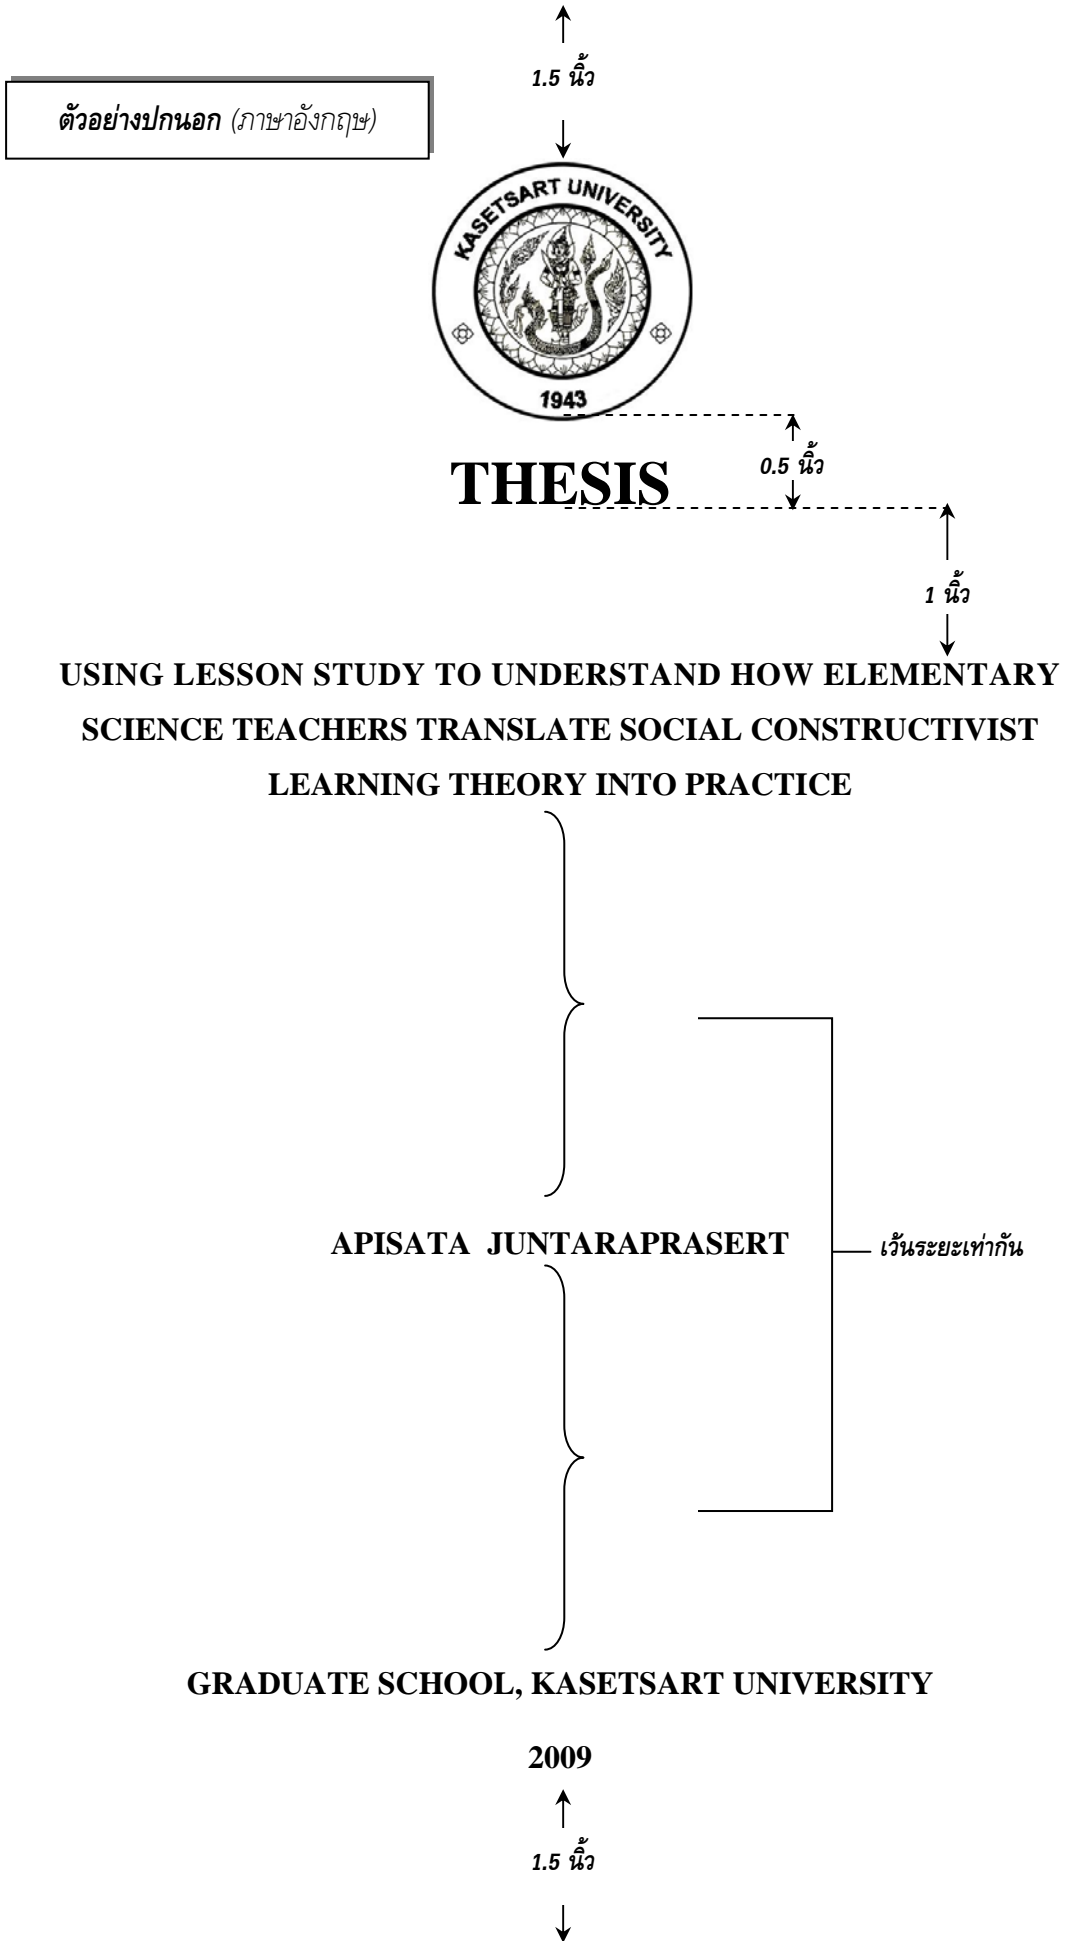 1.5 นิ้ว
ตัวอย่างปกนอก (ภาษาอังกฤษ)
KASETSART UNIVERSITY
1943
THESIS
0.5 นิ้ว
1 นิ้ว
USING LESSON STUDY TO UNDERSTAND HOW ELEMENTARY
SCIENCE TEACHERS TRANSLATE SOCIAL CONSTRUCTIVIST
LEARNING THEORY INTO PRACTICE
APISATA JUNTARAPRASERT
เว้นระยะเท่ากัน
GRADUATE SCHOOL, KASETSART UNIVERSITY
2009
1.5 นิ้ว